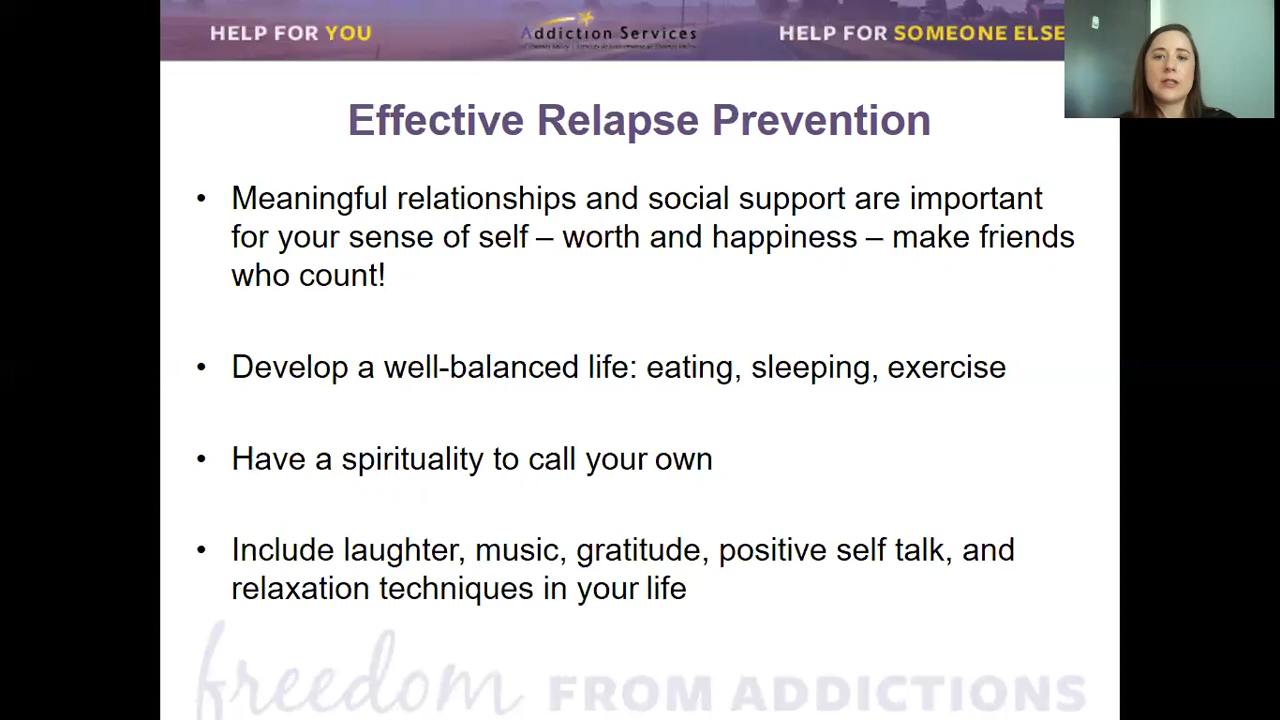 HELP FOR YOU
Addiction Services
HELP FOR SOMEONE ELSE
Effective Relapse Prevention
• Meaningful relationships and social support are important
for your sense of self – worth and happiness – make friends
who count!
• Develop a well-balanced life: eating, sleeping, exercise
• Have a spirituality to call your own
• Include laughter, music, gratitude, positive self talk, and
relaxation techniques in your life
freedom FROM ADDICTIONS